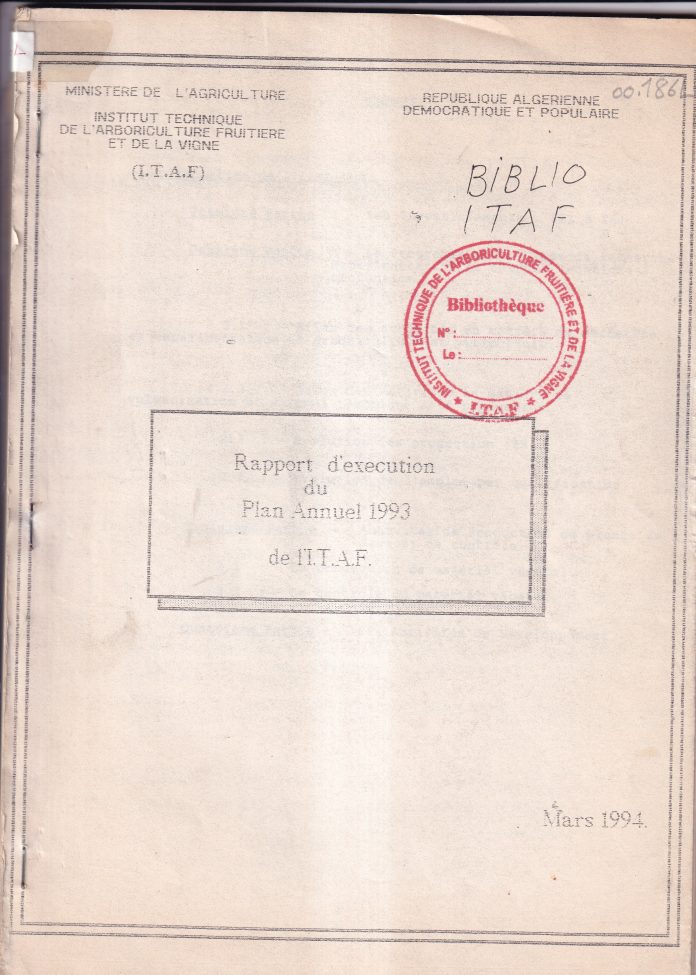 00.186
MINISTERE DE L'AGRICULTURE
INSTITUT TECHNIQUE
DE L'ARBORICULTURE FRUITIERE
ET DE LA VIGNE
(I.T.A.F)
REPUBLIQUE ALGERIENNE
DEMOCRATIQUE ET POPULAIRE
BIBLIO
ITAF
INSTITUT TECHNIQUE DE L'ARBORICULTURE FRUITIÈRE ET DE LA VIGNE
Bibliothèque
N° :
Le :
★ I.T.A.F ★
Rapport d'execution
du
Plan Annuel 1993
de l'I.T.A.F.
Mars 1994.